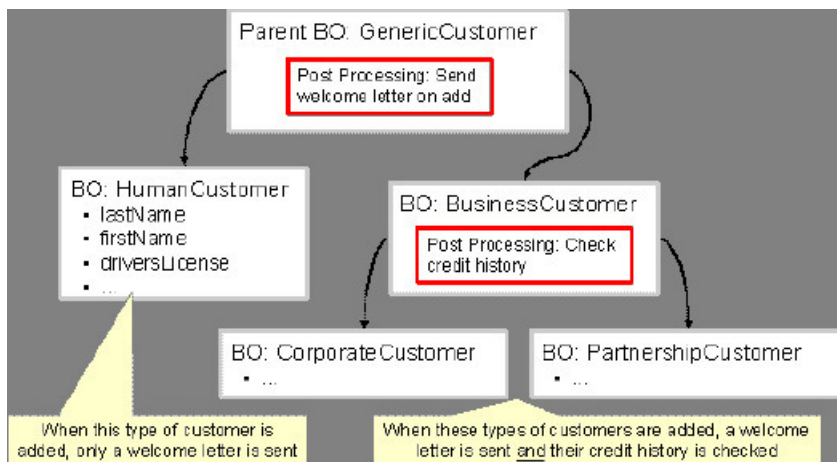 Parent BO: GenericCustomer
Post Processing: Send
welcome letter on add
BO: HumanCustomer
▪ lastName
▪ firstName
▪ driversLicense
▪ ...
BO: BusinessCustomer
Post Processing: Check
credit history
BO: CorporateCustomer
▪ ...
BO: PartnershipCustomer
▪ ...
When this type of customer is
added, only a welcome letter is sent
When these types of customers are added, a welcome
letter is sent and their credit history is checked